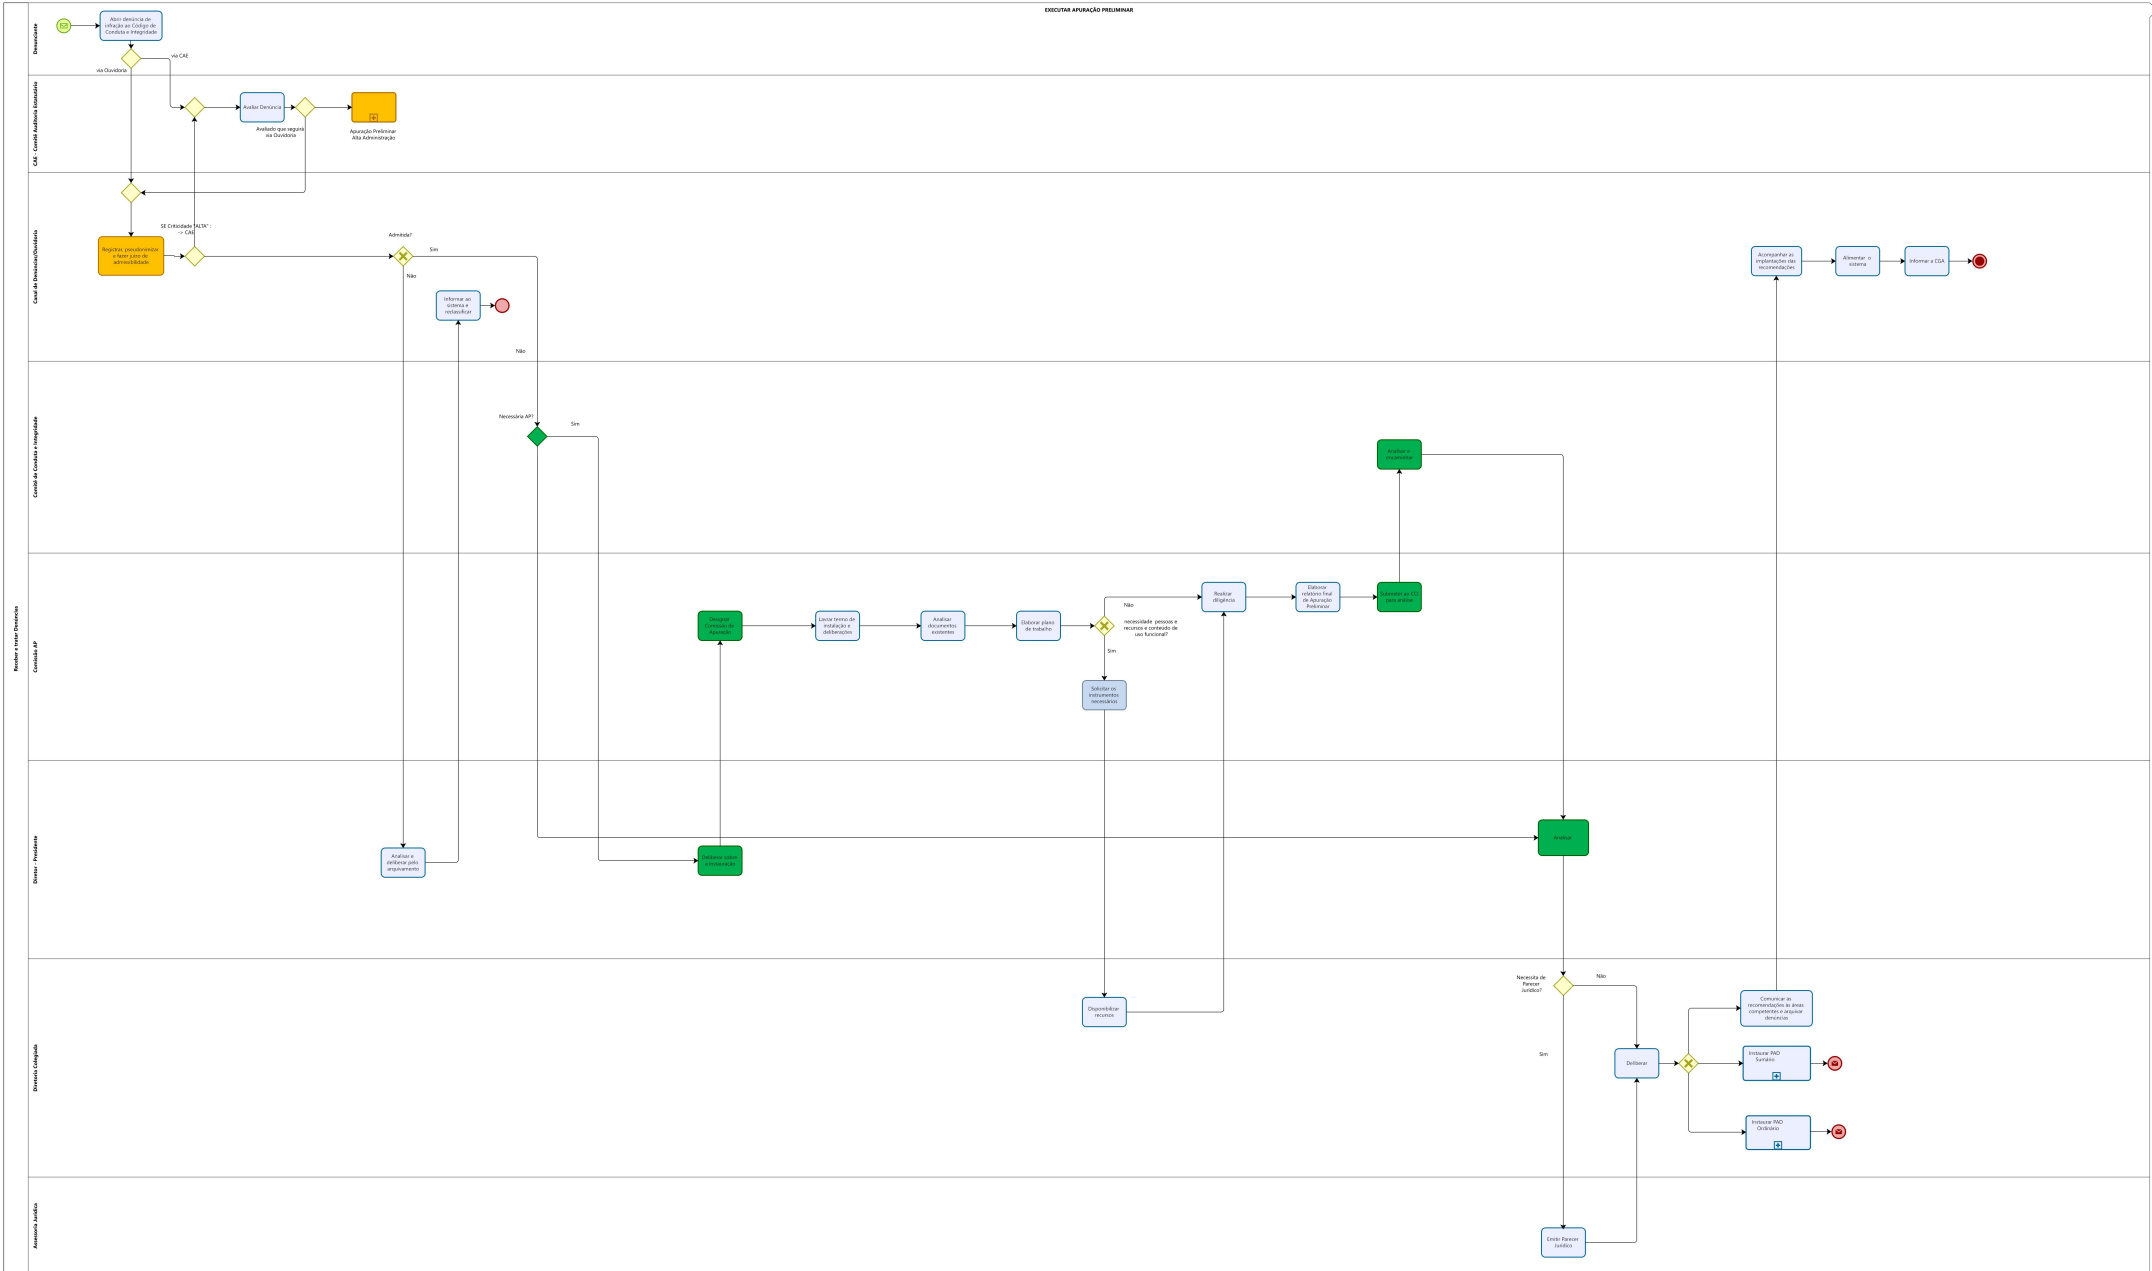 EXECUTAR APURAÇÃO PRELIMINAR
Receber e tratar Denúncias
Denunciante
Abrir denúncia de
infração ao Código de
Conduta e Integridade
via CAE
via Ouvidoria
CAE - Comitê Auditoria Estatutário
Avaliar Denúncia
Avaliado que seguirá
via Ouvidoria
Apuração Preliminar
Alta Administração
Canal de Denúncias/Ouvidoria
SE Criticidade "ALTA" :
-> CAE
Registrar, pseudonimizar
e fazer juízo de
admissibilidade
Admitida?
Sim
Não
Informar ao
sistema e
reclassificar
Não
Acompanhar as
implantações das
recomendações
Alimentar o
sistema
Informar a CGA
Comitê de Conduta e Integridade
Necessária AP?
Sim
Analisar e
encaminhar
Comissão AP
Designar
Comissão de
Apuração
Lavrar termo de
instalação e
deliberações
Analisar
documentos
existentes
Elaborar plano
de trabalho
Não
necessidade pessoas e
recursos e conteúdo de
uso funcional?
Sim
Solicitar os
instrumentos
necessários
Realizar
diligência
Elaborar
relatório final
de Apuração
Preliminar
Submeter ao CCI
para análise
Diretor - Presidente
Analisar e
deliberar pelo
arquivamento
Deliberar sobre
a instauração
Analisar
Diretoria Colegiada
Disponibilizar
recursos
Necessita de
Parecer
Jurídico?
Não
Sim
Deliberar
Comunicar as
recomendações às áreas
competentes e arquivar
denúncias
Instaurar PAD
Sumário
Instaurar PAD
Ordinário
Assessoria Jurídica
Emitir Parecer
Jurídico